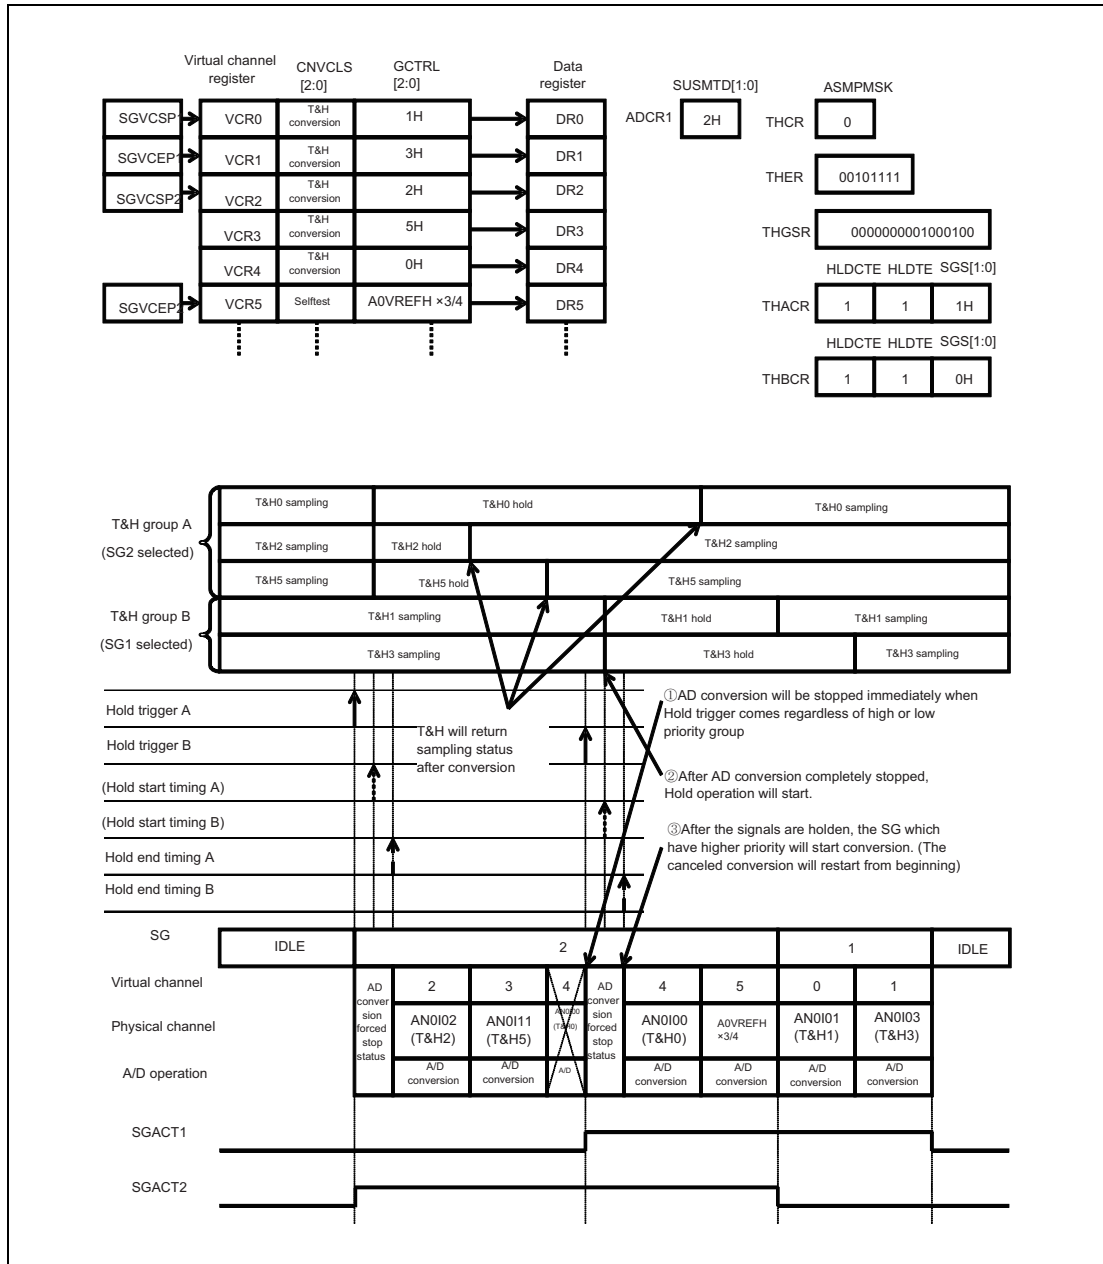 Virtual channel
register
CNVCLS
[2:0]
GCTRL
[2:0]
Data
register
SGVCSP1
VCR0
T&H
conversion
1H
DR0
SGVCEP1
VCR1
T&H
conversion
3H
DR1
SGVCSP2
VCR2
T&H
conversion
2H
DR2
VCR3
T&H
conversion
5H
DR3
VCR4
T&H
conversion
0H
DR4
SGVCEP2
VCR5
Selftest
A0VREFH ×3/4
DR5
SUSMTD[1:0]
ADCR1
2H
ASMPMSK
THCR
0
THER
00101111
THGSR
0000000001000100
HLDCTE HLDTE SGS[1:0]
THACR
1
1
1H
HLDCTE HLDTE SGS[1:0]
THBCR
1
1
0H
T&H group A
(SG2 selected)
T&H0 sampling
T&H0 hold
T&H0 sampling
T&H2 sampling
T&H2 hold
T&H2 sampling
T&H5 sampling
T&H5 hold
T&H5 sampling
T&H group B
(SG1 selected)
T&H1 sampling
T&H1 hold
T&H1 sampling
T&H3 sampling
T&H3 hold
T&H3 sampling
Hold trigger A
Hold trigger B
(Hold start timing A)
(Hold start timing B)
Hold end timing A
Hold end timing B
T&H will return
sampling status
after conversion
①AD conversion will be stopped immediately when
Hold trigger comes regardless of high or low
priority group
②After AD conversion completely stopped,
Hold operation will start.
③After the signals are holden, the SG which
have higher priority will start conversion. (The
canceled conversion will restart from beginning)
SG
IDLE
2
1
IDLE
Virtual channel
Physical channel
A/D operation
AD
conver
sion
forced
stop
status
2
AN0I02
(T&H2)
A/D
conversion
3
AN0I11
(T&H5)
A/D
conversion
4
AN0I00
(T&H0)
A/D
AD
conver
sion
forced
stop
status
4
AN0I00
(T&H0)
A/D
conversion
5
A0VREFH
×3/4
A/D
conversion
0
AN0I01
(T&H1)
A/D
conversion
1
AN0I03
(T&H3)
A/D
conversion
SGACT1
SGACT2